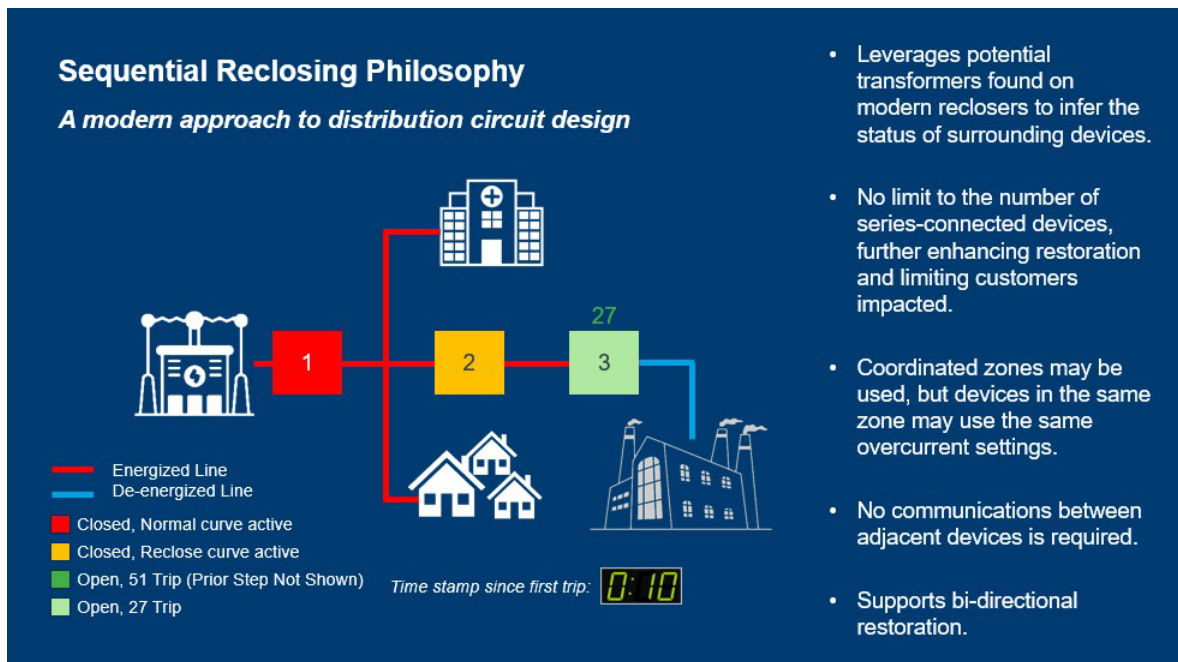 Sequential Reclosing Philosophy
A modern approach to distribution circuit design
27
1
2
3
Energized Line
De-energized Line
Closed, Normal curve active
Closed, Reclose curve active
Open, 51 Trip (Prior Step Not Shown)
Open, 27 Trip
Time stamp since first trip:
0:10
• Leverages potential
transformers found on
modern reclosers to infer the
status of surrounding devices.
• No limit to the number of
series-connected devices,
further enhancing restoration
and limiting customers
impacted.
• Coordinated zones may be
used, but devices in the same
zone may use the same
overcurrent settings.
• No communications between
adjacent devices is required.
• Supports bi-directional
restoration.